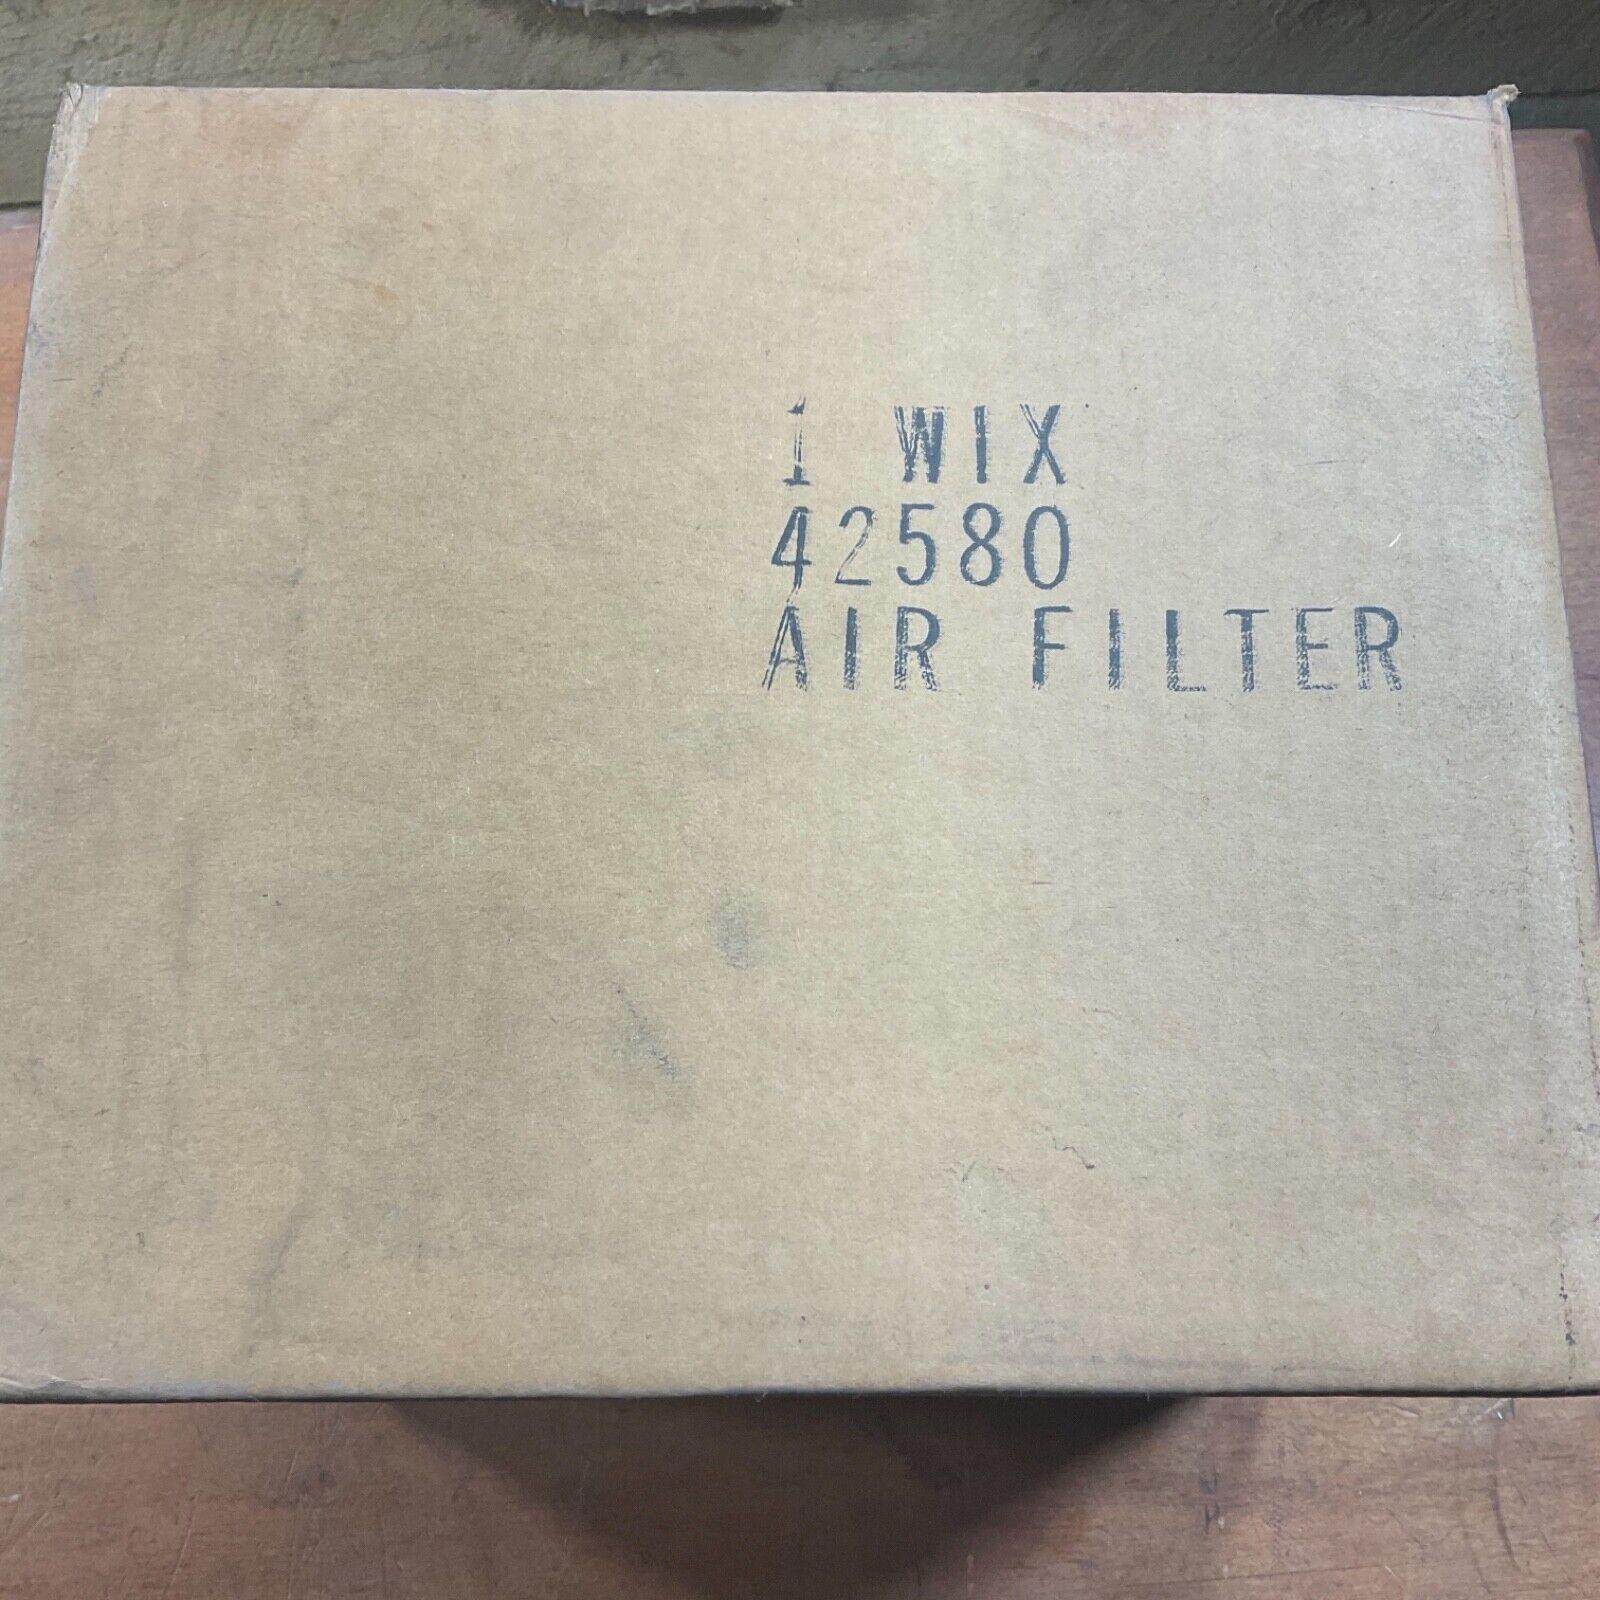 1 WIX
42580
AIR FILTER